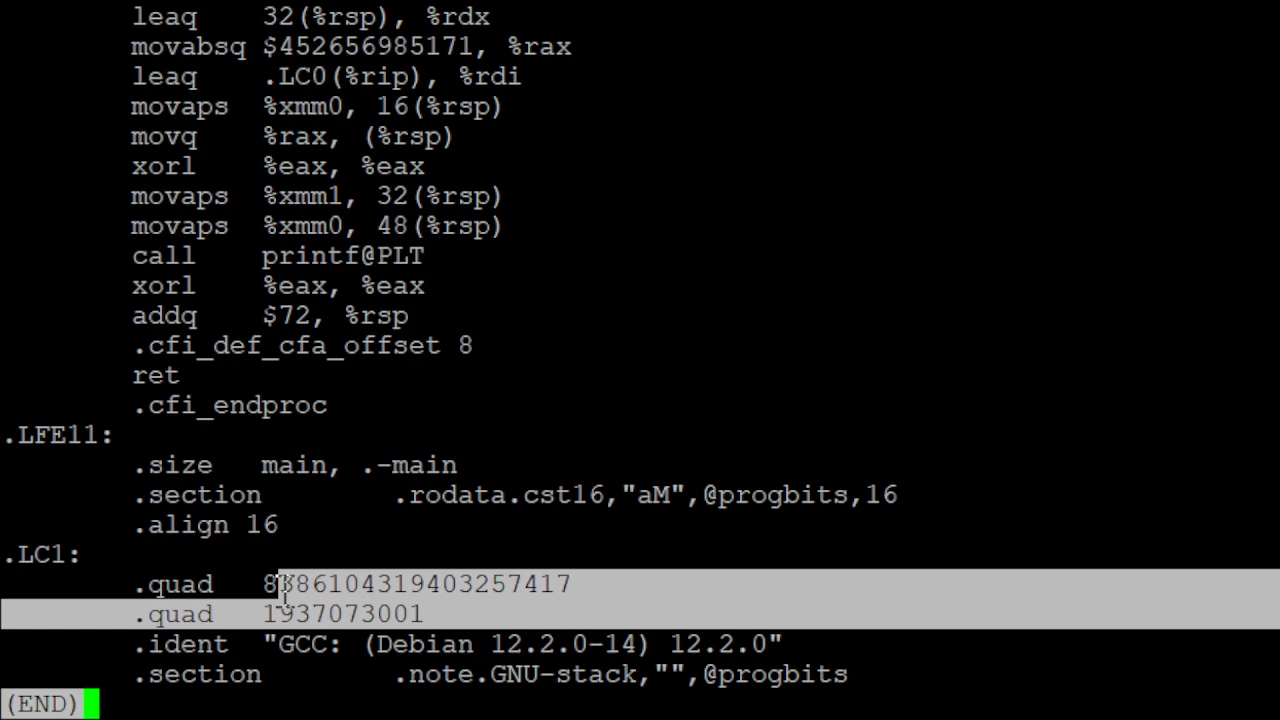 leaq 32(%rsp), %rdx
movabsq $452656985171, %rax
leaq .LC0(%rip), %rdi
movaps %xmm0, 16(%rsp)
movq %rax, (%rsp)
xorl %eax, %eax
movaps %xmm1, 32(%rsp)
movaps %xmm0, 48(%rsp)
call printf@PLT
xorl %eax, %eax
addq $72, %rsp
.cfi_def_cfa_offset 8
ret
.cfi_endproc
.LFE11:
.size main, .-main
.section .rodata.cst16,"aM",@progbits,16
.align 16
.LC1:
.quad
.quad 1937073001
.ident "GCC: (Debian 12.2.0-14) 12.2.0"
.section .note.GNU-stack,"",@progbits
(END)